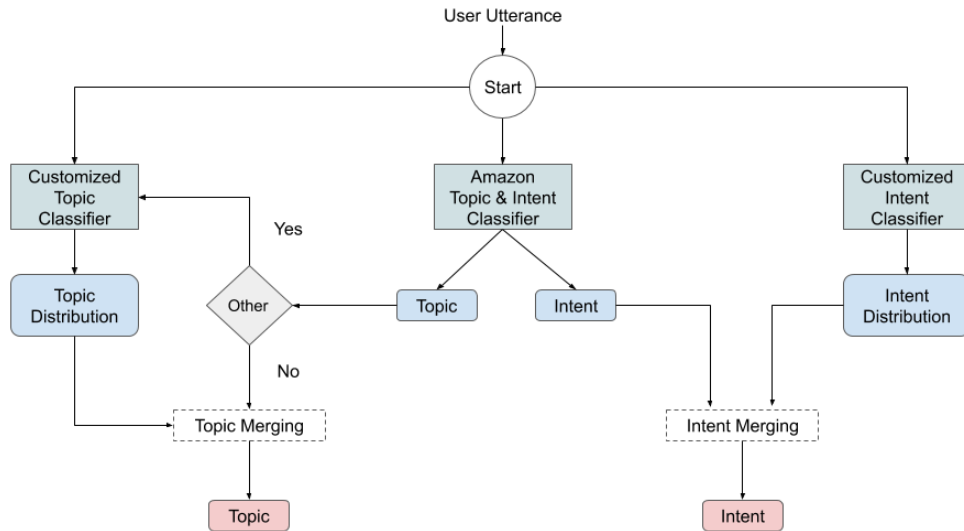 User Utterance
Start
Customized
Topic
Classifier
Amazon
Topic & Intent
Classifier
Customized
Intent
Classifier
Yes
Topic
Distribution
Other
Topic
Intent
Intent
Distribution
No
Topic Merging
Intent Merging
Topic
Intent